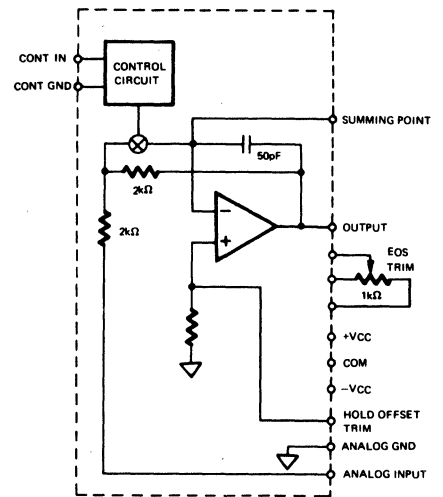 CONT IN
CONT GND
CONTROL
CIRCUIT
SUMMING POINT
50pF
2kΩ
2kΩ
−
+
OUTPUT
EOS
TRIM
1kΩ
+VCC
COM
−VCC
HOLD OFFSET
TRIM
ANALOG GND
ANALOG INPUT